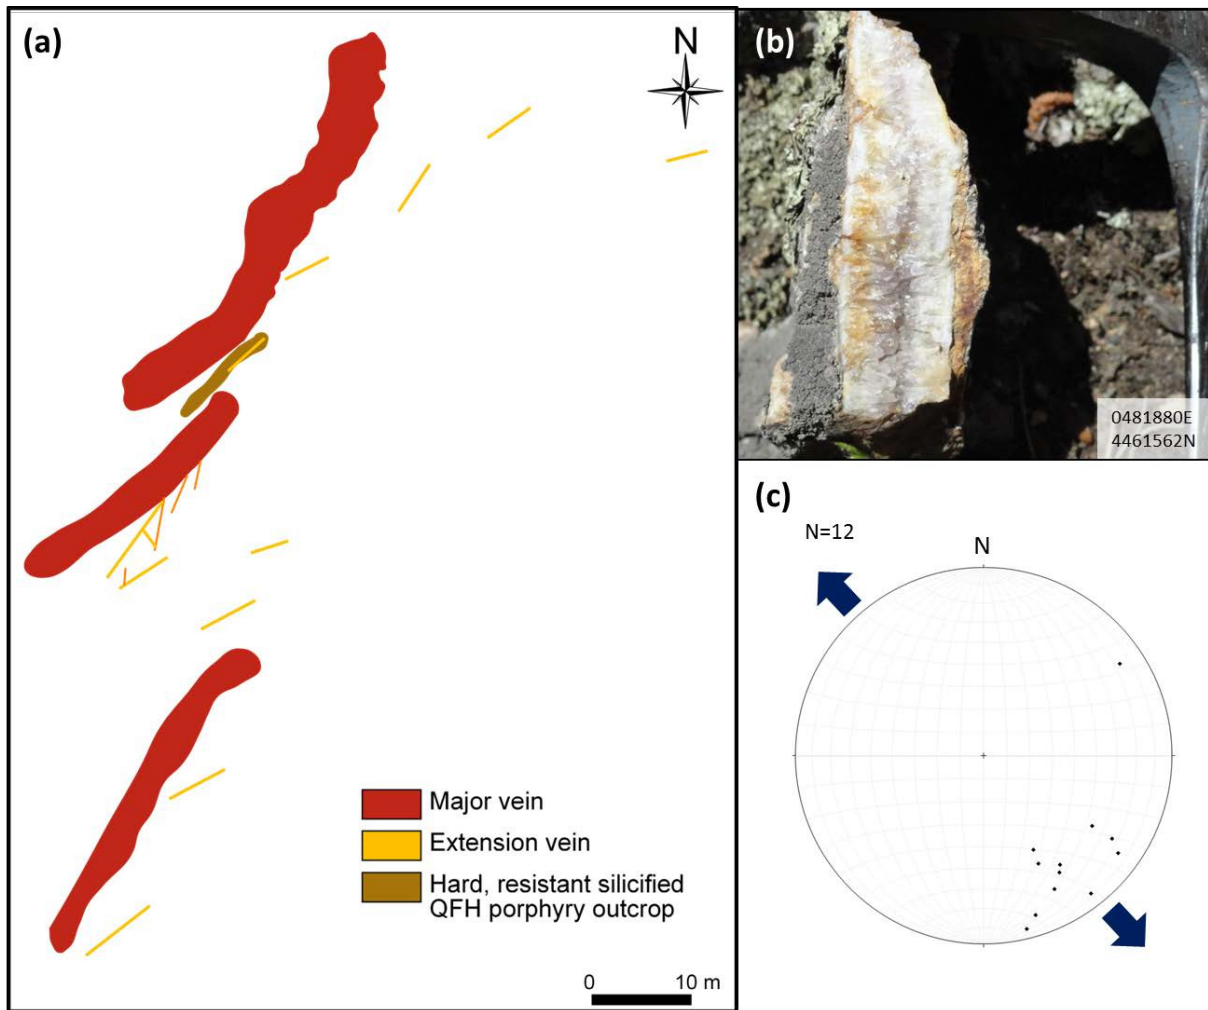 (a)
N
Major vein
Extension vein
Hard, resistant silicified
QFH porphyry outcrop
0 10 m
(b)
0481880E
4461562N
(c)
N=12
N